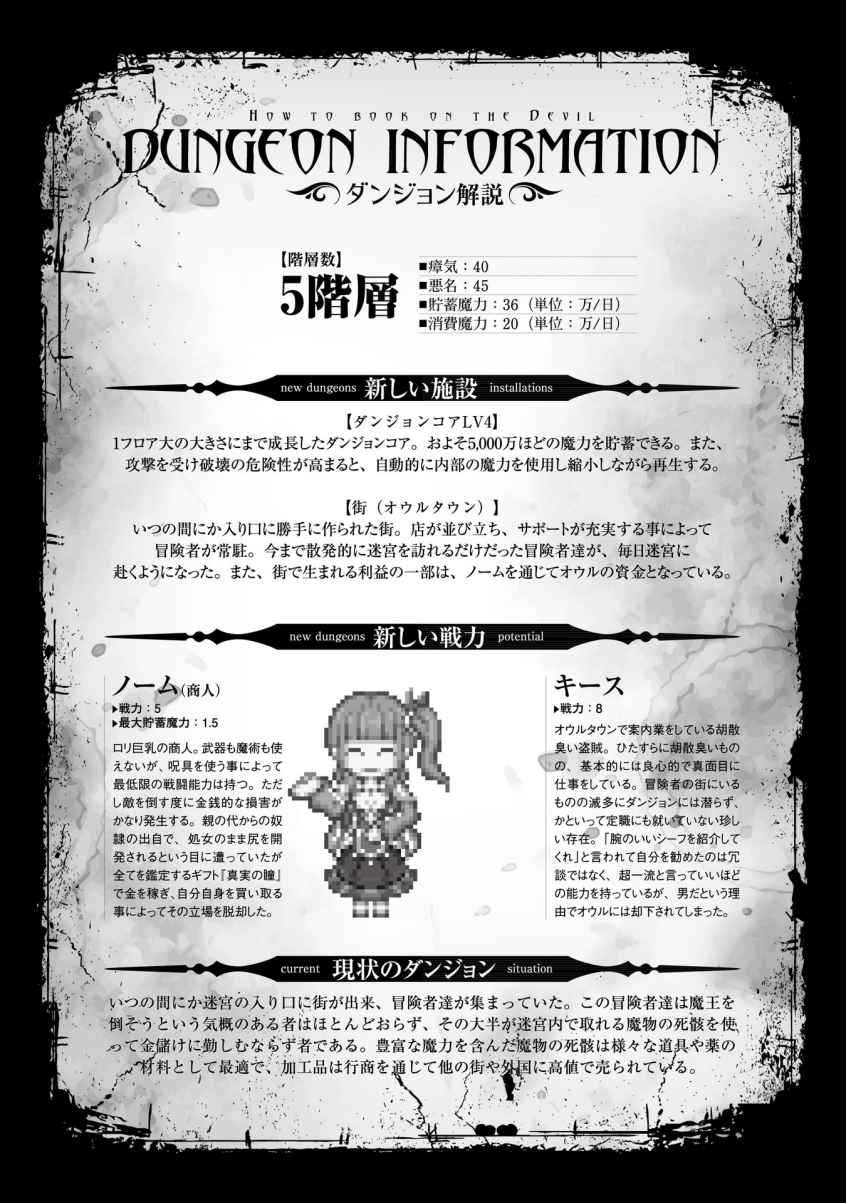 HOW TO BOOK ON THE DEVIL
DUNGEON INFORMATION
ダンジョン解説
【階層数】
5階層
■瘴気：40
■悪名：45
■貯蓄魔力：36（単位：万/日）
■消費魔力：20（単位：万/日）
new dungeons 新しい施設 installations
【ダンジョンコアLV4】
1フロア大の大きさにまで成長したダンジョンコア。およそ5,000万ほどの魔力を貯蓄できる。また、
攻撃を受け破壊の危険性が高まると、自動的に内部の魔力を使用し縮小しながら再生する。
【街（オウルタウン）】
いつの間にか入り口に勝手に作られた街。店が並び立ち、サポートが充実する事によって
冒険者が常駐。今まで散発的に迷宮を訪れるだけだった冒険者達が、毎日迷宮に
赴くようになった。また、街で生まれる利益の一部は、ノームを通じてオウルの資金となっている。
new dungeons 新しい戦力 potential
ノーム(商人)
▶戦力：5
▶最大貯蓄魔力：1.5
ロリ巨乳の商人。武器も魔術も使
えないが、呪具を使う事によって
最低限の戦闘能力は持つ。ただ
し敵を倒す度に金銭的な損害が
かなり発生する。親の代からの奴
隷の出自で、処女のまま尻を開
発されるという目に遭っていたが
全てを鑑定するギフト『真実の瞳』
で金を稼ぎ、自分自身を買い取る
事によってその立場を脱却した。
キース
▶戦力：8
オウルタウンで案内業をしている胡散
臭い盗賊。ひたすらに胡散臭いもの
の、基本的には良心的で真面目に
仕事をしている。冒険者の街にいる
ものの滅多にダンジョンには潜らず、
かといって定職にも就いていない珍し
い存在。「腕のいいシーフを紹介して
くれ」と言われて自分を勧めたのは冗
談ではなく、超一流と言っていいほど
の能力を持っているが、男だという理
由でオウルには却下されてしまった。
current 現状のダンジョン situation
いつの間にか迷宮の入り口に街が出来、冒険者達が集まっていた。この冒険者達は魔王を
倒そうという気概のある者はほとんどおらず、その大半が迷宮内で取れる魔物の死骸を使
って金儲けに勤しむならず者である。豊富な魔力を含んだ魔物の死骸は様々な道具や薬の
材料として最適で、加工品は行商を通じて他の街や外国に高値で売られている。